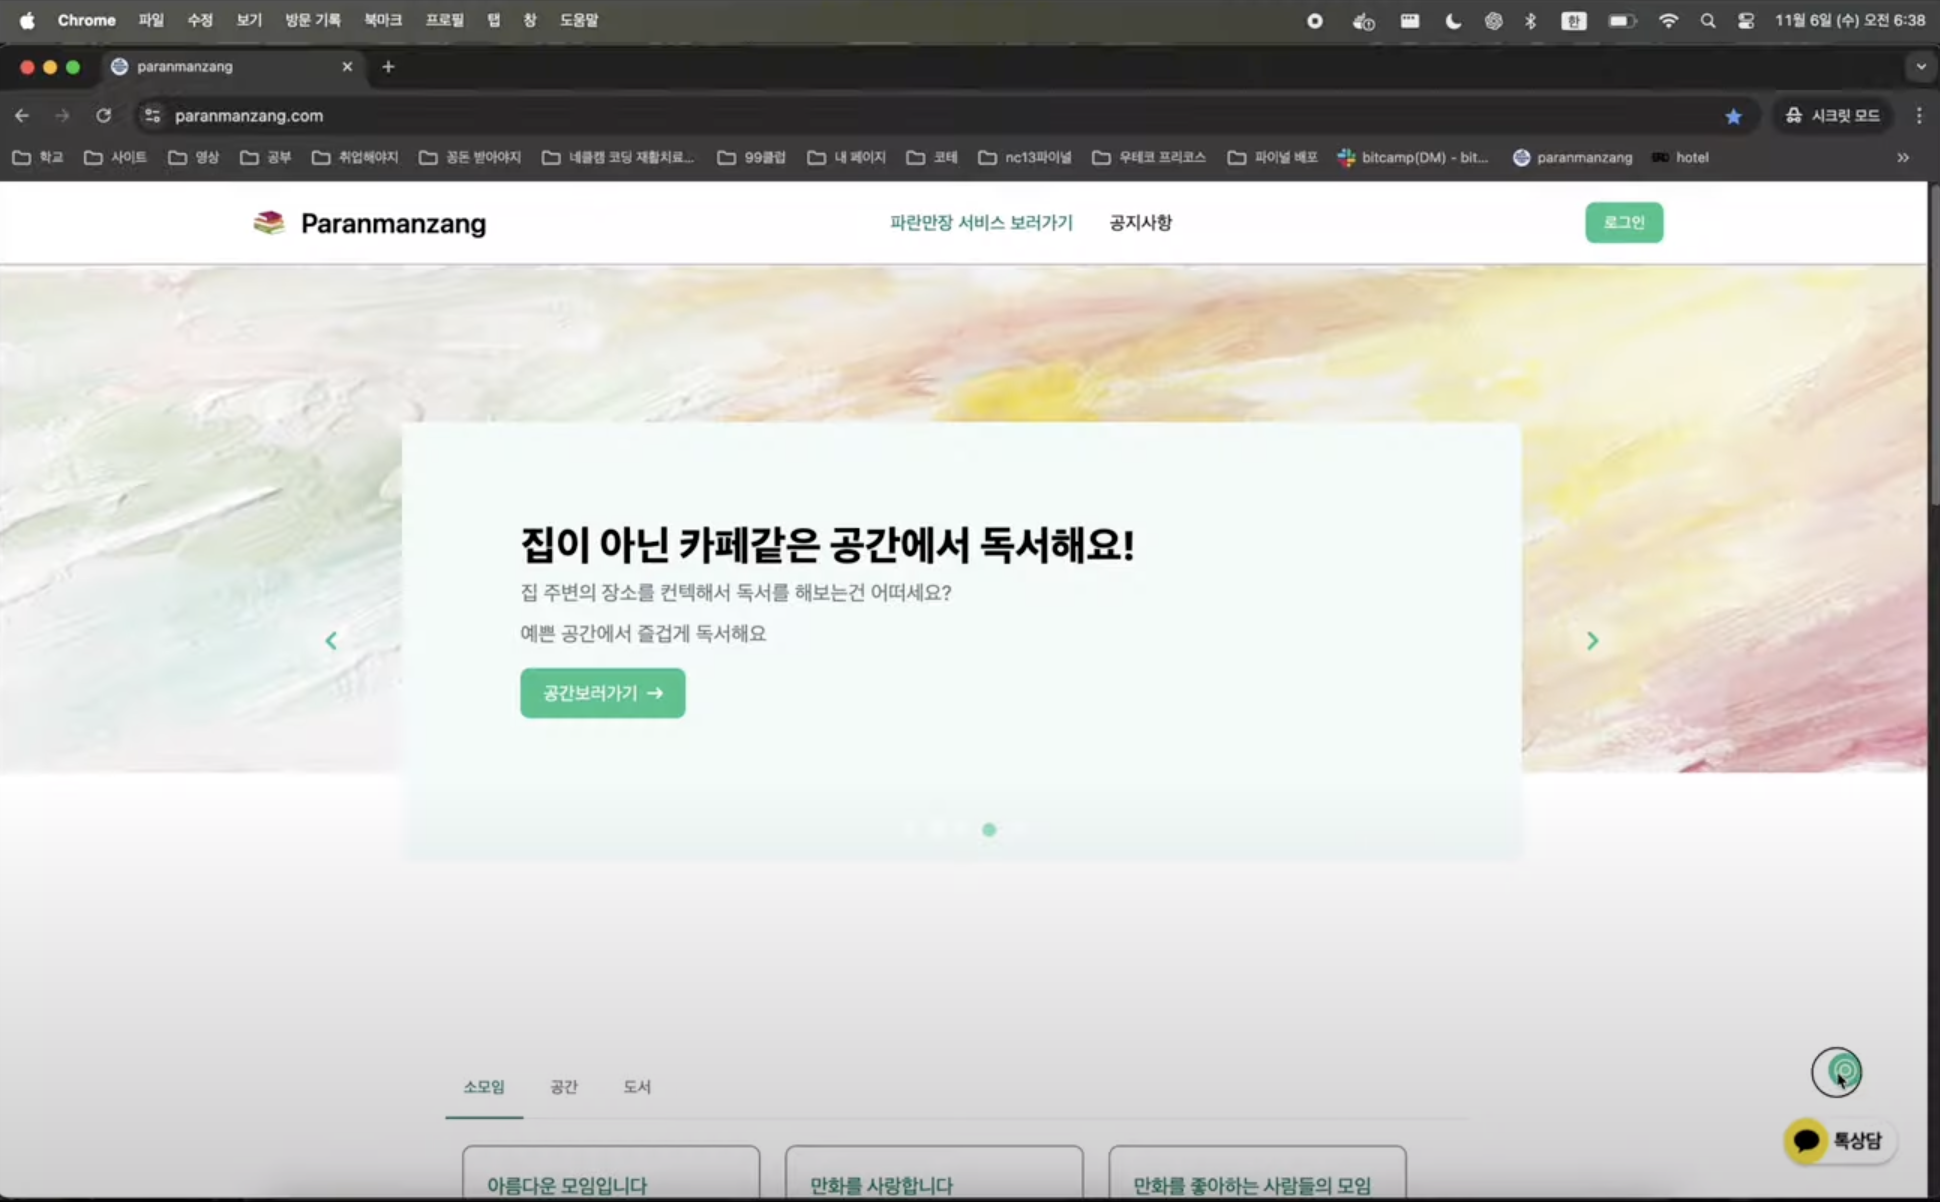 Chrome 파일 수정 보기 방문 기록 북마크 프로필 탭 창 도움말 한 11월 6일 (수) 오전 6:38
paranmanzang
paranmanzang.com 시크릿 모드
학교 사이트 영상 공부 취업해야지 꽁돈 받아야지 네클캠 코딩 재활치료... 99클럽 내 페이지 코테 nc13파이널 우테코 프리코스 파이널 배포 bitcamp(DM) - bit... paranmanzang hotel
Paranmanzang 파란만장 서비스 보러가기 공지사항 로그인
집이 아닌 카페같은 공간에서 독서해요!
집 주변의 장소를 컨텍해서 독서를 해보는건 어떠세요?
예쁜 공간에서 즐겁게 독서해요
공간보러가기 →
소모임 공간 도서
톡상담
아름다운 모임입니다 만화를 사랑합니다 만화를 좋아하는 사람들의 모임